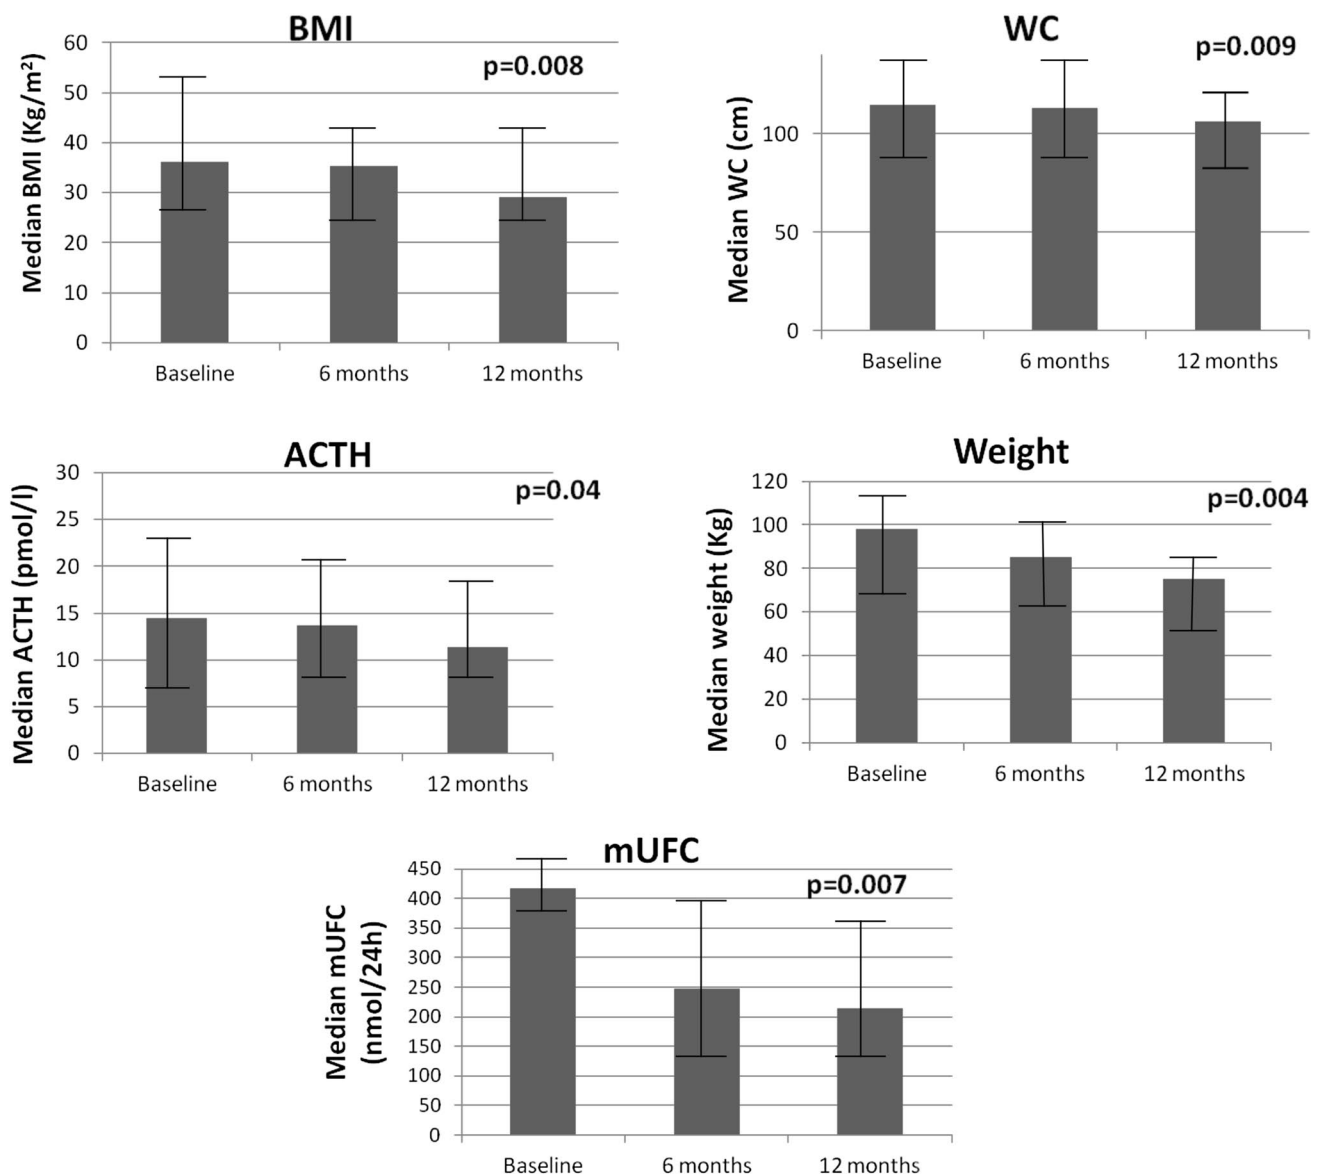 BMI
p=0.008
Median BMI (Kg/m²)
60
50
40
30
20
10
0
Baseline 6 months 12 months
WC
p=0.009
Median WC (cm)
100
50
0
Baseline 6 months 12 months
ACTH
p=0.04
Median ACTH (pmol/l)
30
25
20
15
10
5
0
Baseline 6 months 12 months
Weight
p=0.004
Median weight (Kg)
120
100
80
60
40
20
0
Baseline 6 months 12 months
mUFC
p=0.007
Median mUFC
(nmol/24h)
450
400
350
300
250
200
150
100
50
0
Baseline 6 months 12 months